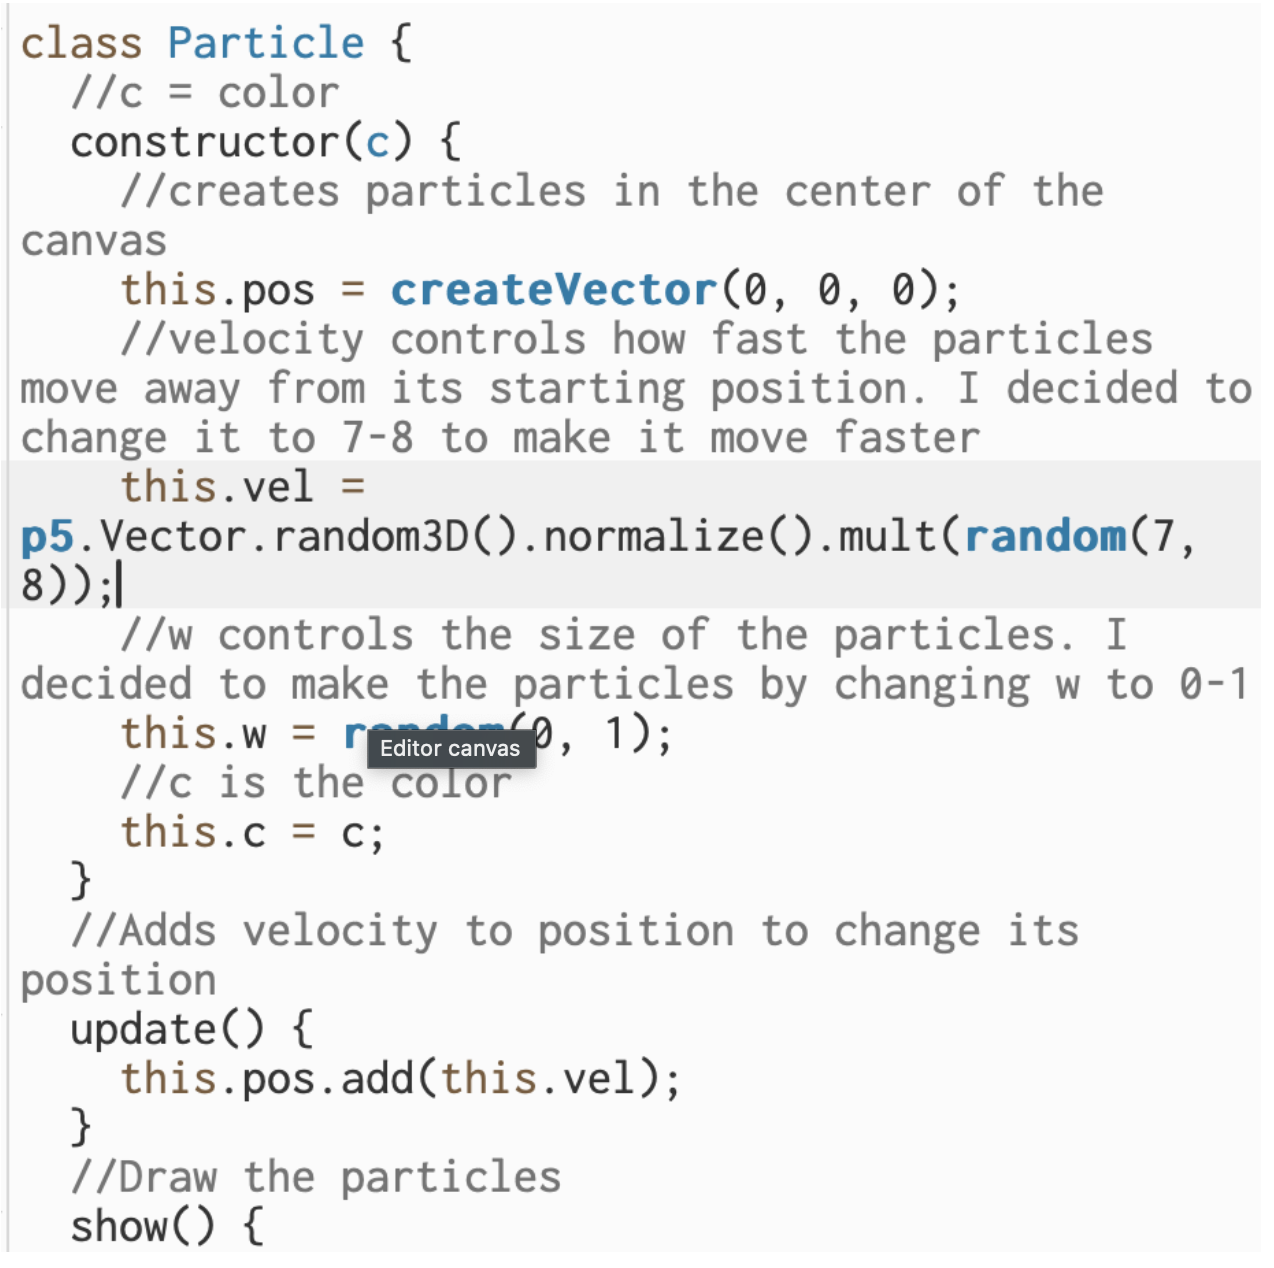 class Particle {
//c = color
constructor(c) {
//creates particles in the center of the
canvas
this.pos = createVector(0, 0, 0);
//velocity controls how fast the particles
move away from its starting position. I decided to
change it to 7-8 to make it move faster
this.vel =
p5.Vector.random3D().normalize().mult(random(7,
8));
//w controls the size of the particles. I
decided to make the particles by changing w to 0-1
this.w = random(0, 1);
Editor canvas
//c is the color
this.c = c;
}
//Adds velocity to position to change its
position
update() {
this.pos.add(this.vel);
}
//Draw the particles
show() {